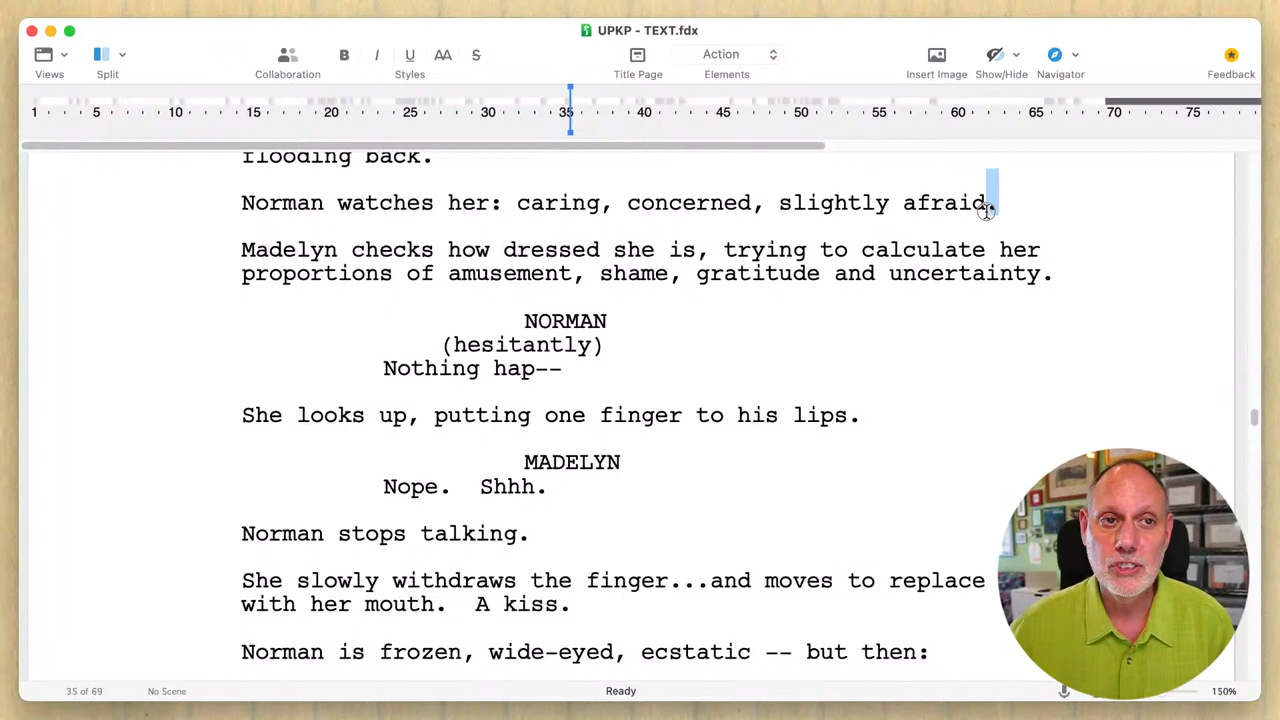 UPKP - TEXT.fdx
Views
Split
Collaboration
B I U AA S
Styles
Title Page
Action
Elements
Insert Image
Show/Hide
Navigator
Feedback
1 5 10 15 20 25 30 35 40 45 50 55 60 65 70 75
flooding back.
Norman watches her: caring, concerned, slightly afraid.
Madelyn checks how dressed she is, trying to calculate her
proportions of amusement, shame, gratitude and uncertainty.
NORMAN
(hesitantly)
Nothing hap--
She looks up, putting one finger to his lips.
MADELYN
Nope.  Shhh.
Norman stops talking.
She slowly withdraws the finger...and moves to replace
with her mouth.  A kiss.
Norman is frozen, wide-eyed, ecstatic -- but then:
35 of 69
No Scene
Ready
150%